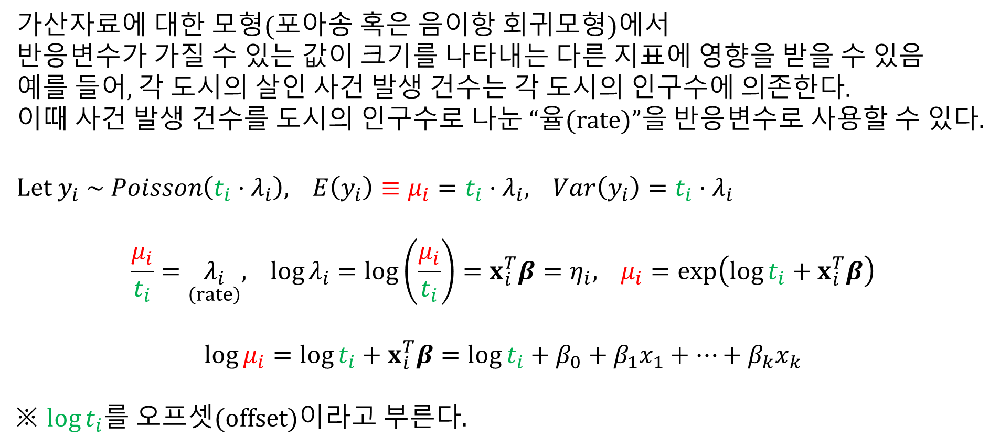 가산자료에 대한 모형(포아송 혹은 음이항 회귀모형)에서
반응변수가 가질 수 있는 값이 크기를 나타내는 다른 지표에 영향을 받을 수 있음
예를 들어, 각 도시의 살인 사건 발생 건수는 각 도시의 인구수에 의존한다.
이때 사건 발생 건수를 도시의 인구수로 나눈 “율(rate)”을 반응변수로 사용할 수 있다.
Let $y_i \sim Poisson(t_i \cdot \lambda_i), \quad E(y_i) \equiv \mu_i = t_i \cdot \lambda_i, \quad Var(y_i) = t_i \cdot \lambda_i$
$\frac{\mu_i}{t_i} = \underset{\text{(rate)}}{\lambda_i}, \quad \log \lambda_i = \log\left(\frac{\mu_i}{t_i}\right) = \mathbf{x}_i^T \boldsymbol{\beta} = \eta_i, \quad \mu_i = \exp(\log t_i + \mathbf{x}_i^T \boldsymbol{\beta})$
$\log \mu_i = \log t_i + \mathbf{x}_i^T \boldsymbol{\beta} = \log t_i + \beta_0 + \beta_1 x_1 + \cdots + \beta_k x_k$
※ $\log t_i$를 오프셋(offset)이라고 부른다.